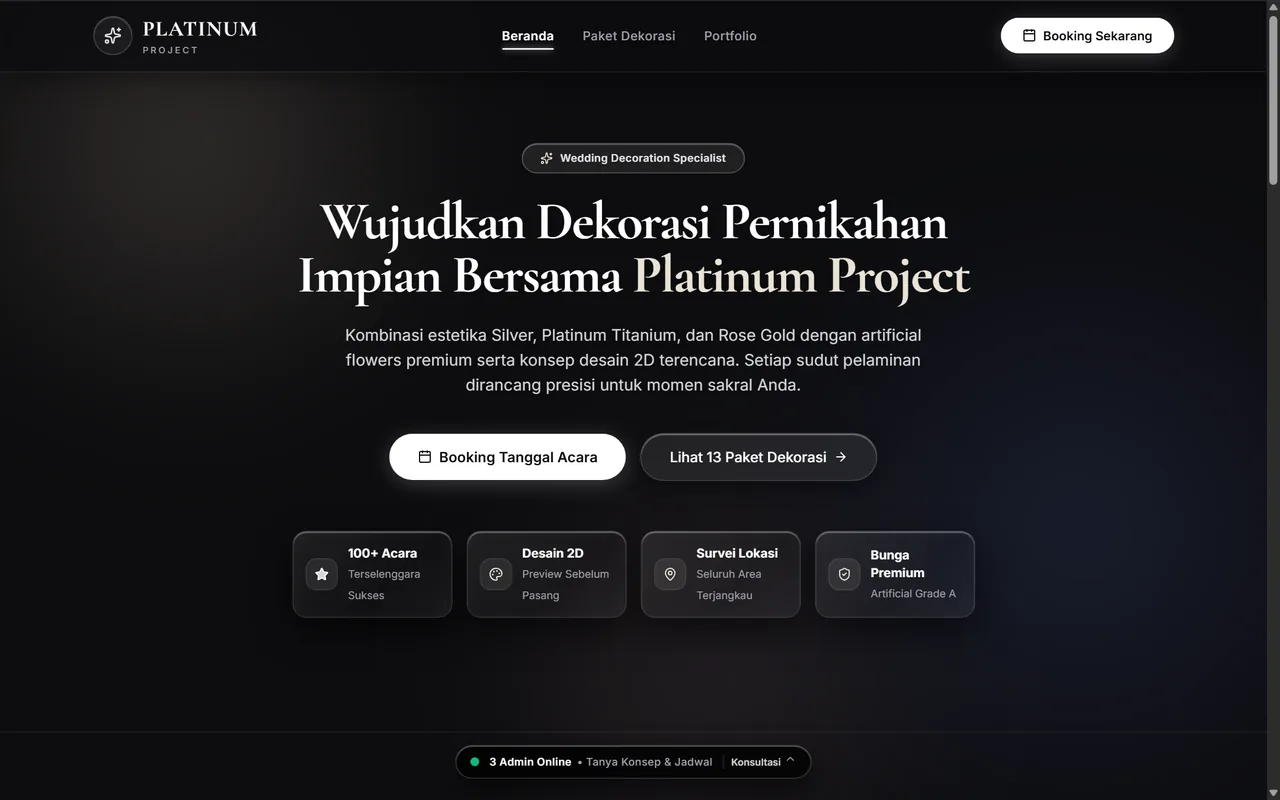 PLATINUM
PROJECT
Beranda
Paket Dekorasi
Portfolio
Booking Sekarang
Wedding Decoration Specialist
Wujudkan Dekorasi Pernikahan
Impian Bersama Platinum Project
Kombinasi estetika Silver, Platinum Titanium, dan Rose Gold dengan artificial
flowers premium serta konsep desain 2D terencana. Setiap sudut pelaminan
dirancang presisi untuk momen sakral Anda.
Booking Tanggal Acara
Lihat 13 Paket Dekorasi →
100+ Acara
Terselenggara
Sukses
Desain 2D
Preview Sebelum
Pasang
Survei Lokasi
Seluruh Area
Terjangkau
Bunga
Premium
Artificial Grade A
3 Admin Online • Tanya Konsep & Jadwal
Konsultasi